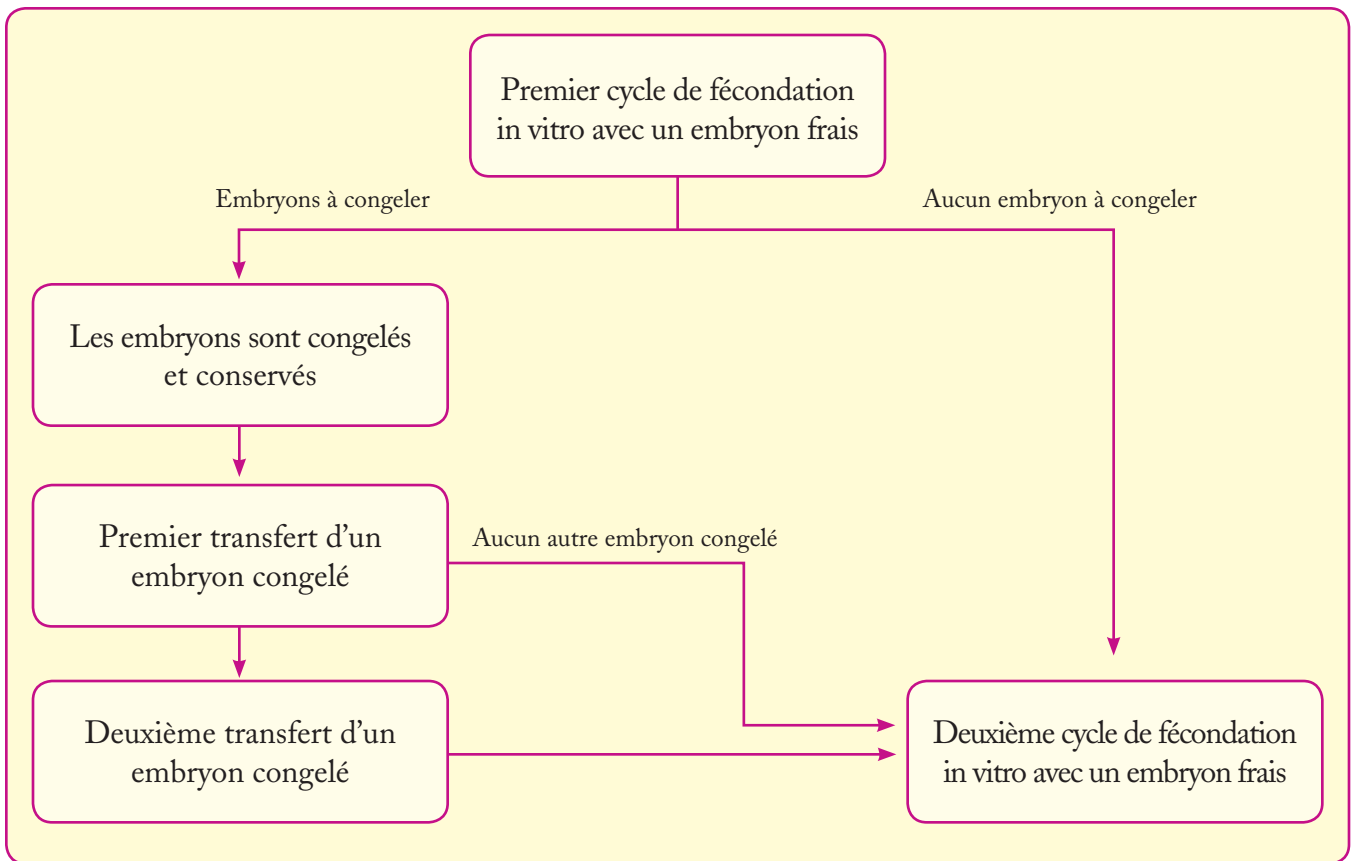 Premier cycle de fécondation
in vitro avec un embryon frais
Embryons à congeler
Aucun embryon à congeler
Les embryons sont congelés
et conservés
Premier transfert d’un
embryon congelé
Aucun autre embryon congelé
Deuxième transfert d’un
embryon congelé
Deuxième cycle de fécondation
in vitro avec un embryon frais